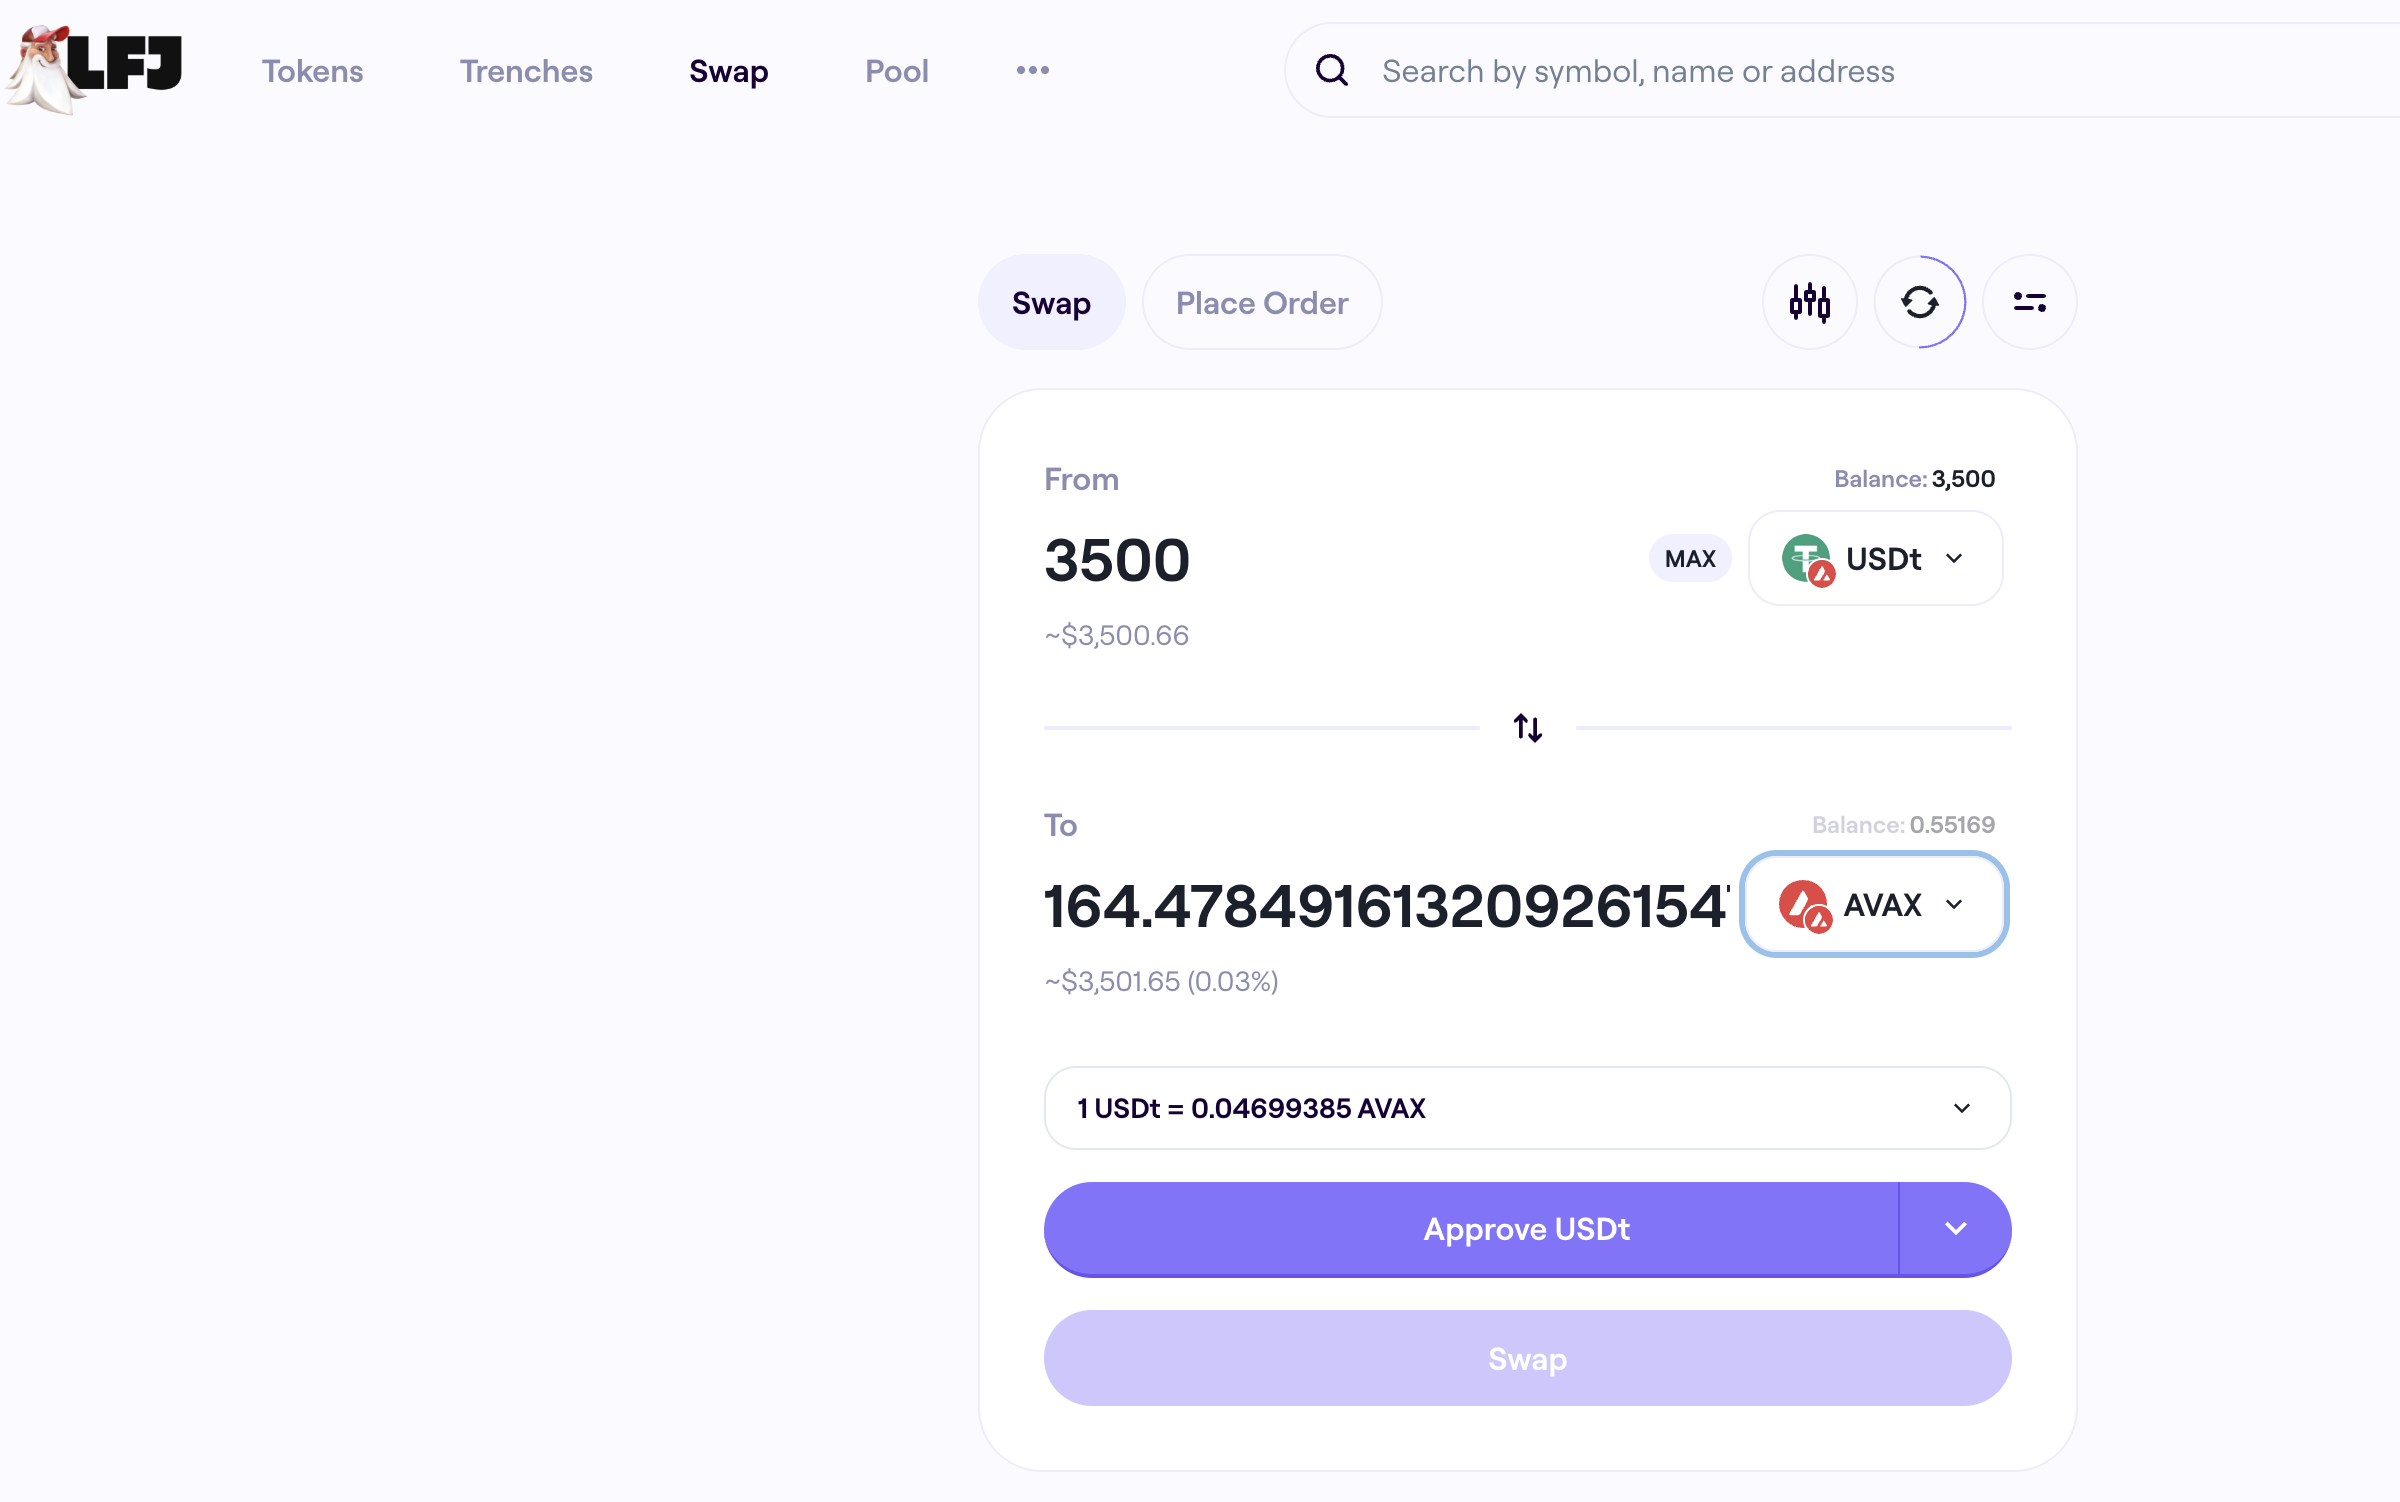 LFJ
Tokens Trenches Swap Pool ••• Search by symbol, name or address
Swap Place Order
From Balance: 3,500
3500 MAX USDt
~$3,500.66
To Balance: 0.55169
164.47849161320926154 AVAX
~$3,501.65 (0.03%)
1 USDt = 0.04699385 AVAX
Approve USDt
Swap